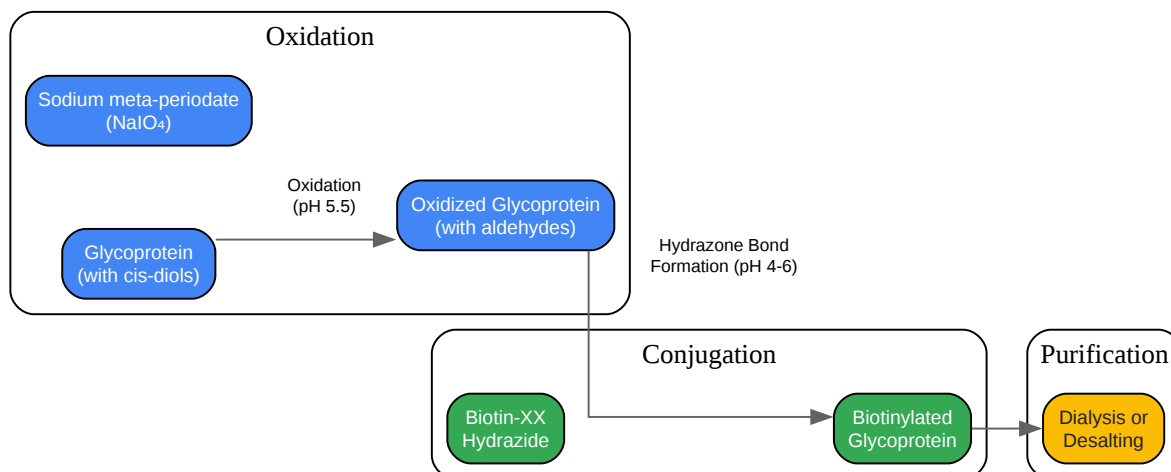 Oxidation
Sodium meta-periodate
(NaIO₄)
Oxidation
(pH 5.5)
Oxidized Glycoprotein
(with aldehydes)
Glycoprotein
(with cis-diols)
Hydrazone Bond
Formation (pH 4-6)
Conjugation
Biotin-XX
Hydrazide
Biotinylated
Glycoprotein
Purification
Dialysis or
Desalting